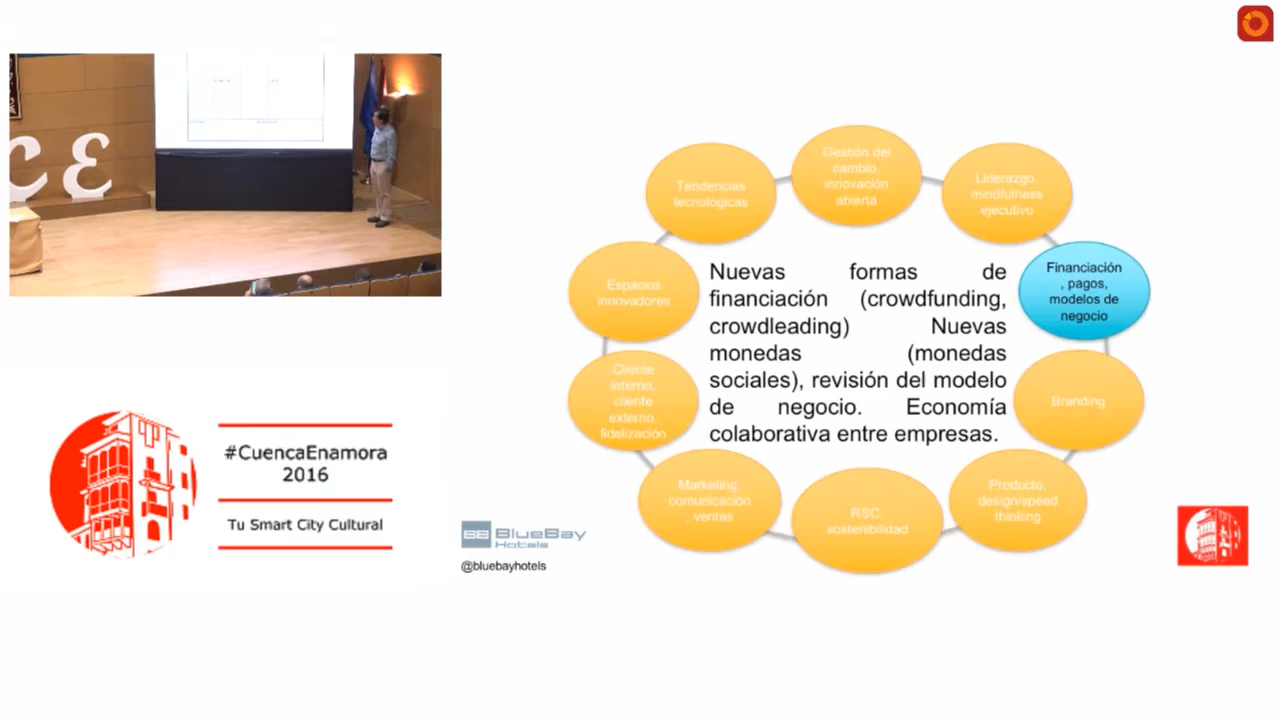 CE
#CuencaEnamora
2016
Tu Smart City Cultural
BB BlueBay
Hotels
@bluebayhotels
Gestión del
cambio,
innovación
abierta
Liderazgo,
mindfulness
ejecutivo
Financiación
, pagos,
modelos de
negocio
Branding
Producto,
design/speed
thinking
RSC,
sostenibilidad
Marketing,
comunicación
, ventas
Cliente
interno,
cliente
externo,
fidelización
Espacios
innovadores
Tendencias
tecnológicas
Nuevas formas de
financiación (crowdfunding,
crowdleading) Nuevas
monedas (monedas
sociales), revisión del modelo
de negocio. Economía
colaborativa entre empresas.